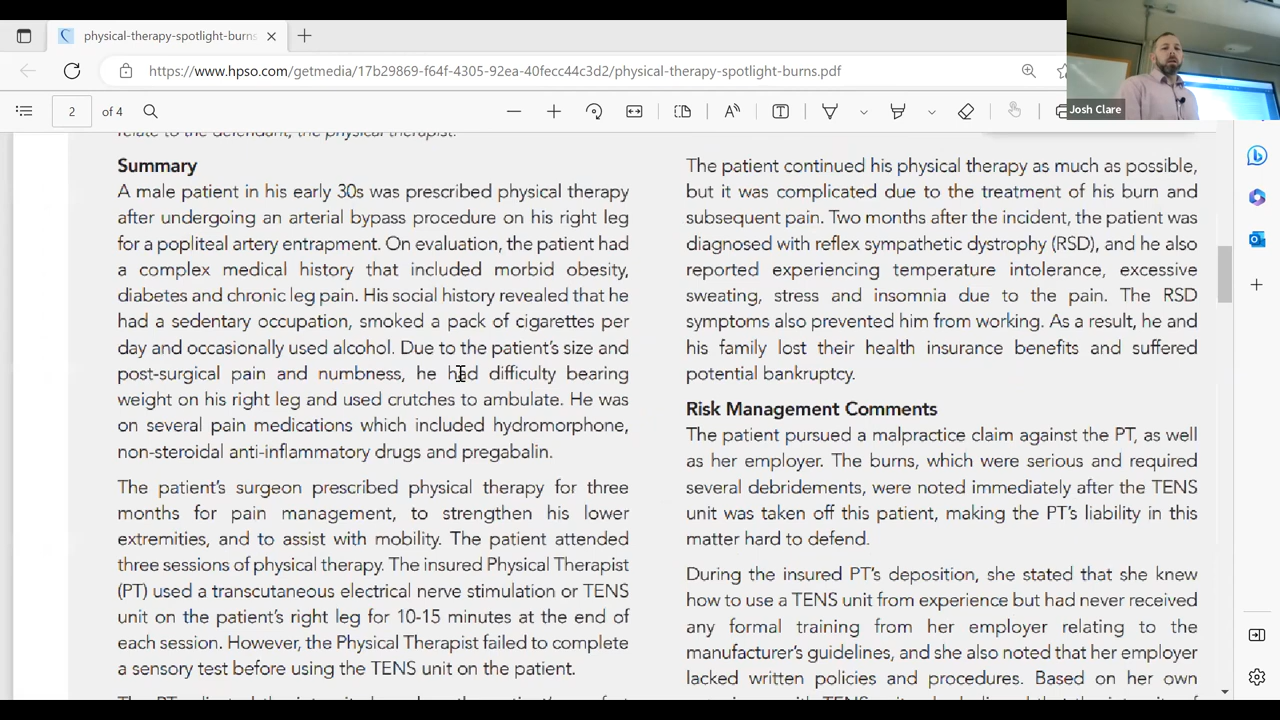 physical-therapy-spotlight-burns
https://www.hpso.com/getmedia/17b29869-f64f-4305-92ea-40fecc44c3d2/physical-therapy-spotlight-burns.pdf
Josh Clare
2 of 4
relate to the defendant, the physical therapist.
Summary
A male patient in his early 30s was prescribed physical therapy
after undergoing an arterial bypass procedure on his right leg
for a popliteal artery entrapment. On evaluation, the patient had
a complex medical history that included morbid obesity,
diabetes and chronic leg pain. His social history revealed that he
had a sedentary occupation, smoked a pack of cigarettes per
day and occasionally used alcohol. Due to the patient's size and
post-surgical pain and numbness, he had difficulty bearing
weight on his right leg and used crutches to ambulate. He was
on several pain medications which included hydromorphone,
non-steroidal anti-inflammatory drugs and pregabalin.
The patient's surgeon prescribed physical therapy for three
months for pain management, to strengthen his lower
extremities, and to assist with mobility. The patient attended
three sessions of physical therapy. The insured Physical Therapist
(PT) used a transcutaneous electrical nerve stimulation or TENS
unit on the patient's right leg for 10-15 minutes at the end of
each session. However, the Physical Therapist failed to complete
a sensory test before using the TENS unit on the patient.
The patient continued his physical therapy as much as possible,
but it was complicated due to the treatment of his burn and
subsequent pain. Two months after the incident, the patient was
diagnosed with reflex sympathetic dystrophy (RSD), and he also
reported experiencing temperature intolerance, excessive
sweating, stress and insomnia due to the pain. The RSD
symptoms also prevented him from working. As a result, he and
his family lost their health insurance benefits and suffered
potential bankruptcy.
Risk Management Comments
The patient pursued a malpractice claim against the PT, as well
as her employer. The burns, which were serious and required
several debridements, were noted immediately after the TENS
unit was taken off this patient, making the PT's liability in this
matter hard to defend.
During the insured PT's deposition, she stated that she knew
how to use a TENS unit from experience but had never received
any formal training from her employer relating to the
manufacturer's guidelines, and she also noted that her employer
lacked written policies and procedures. Based on her own